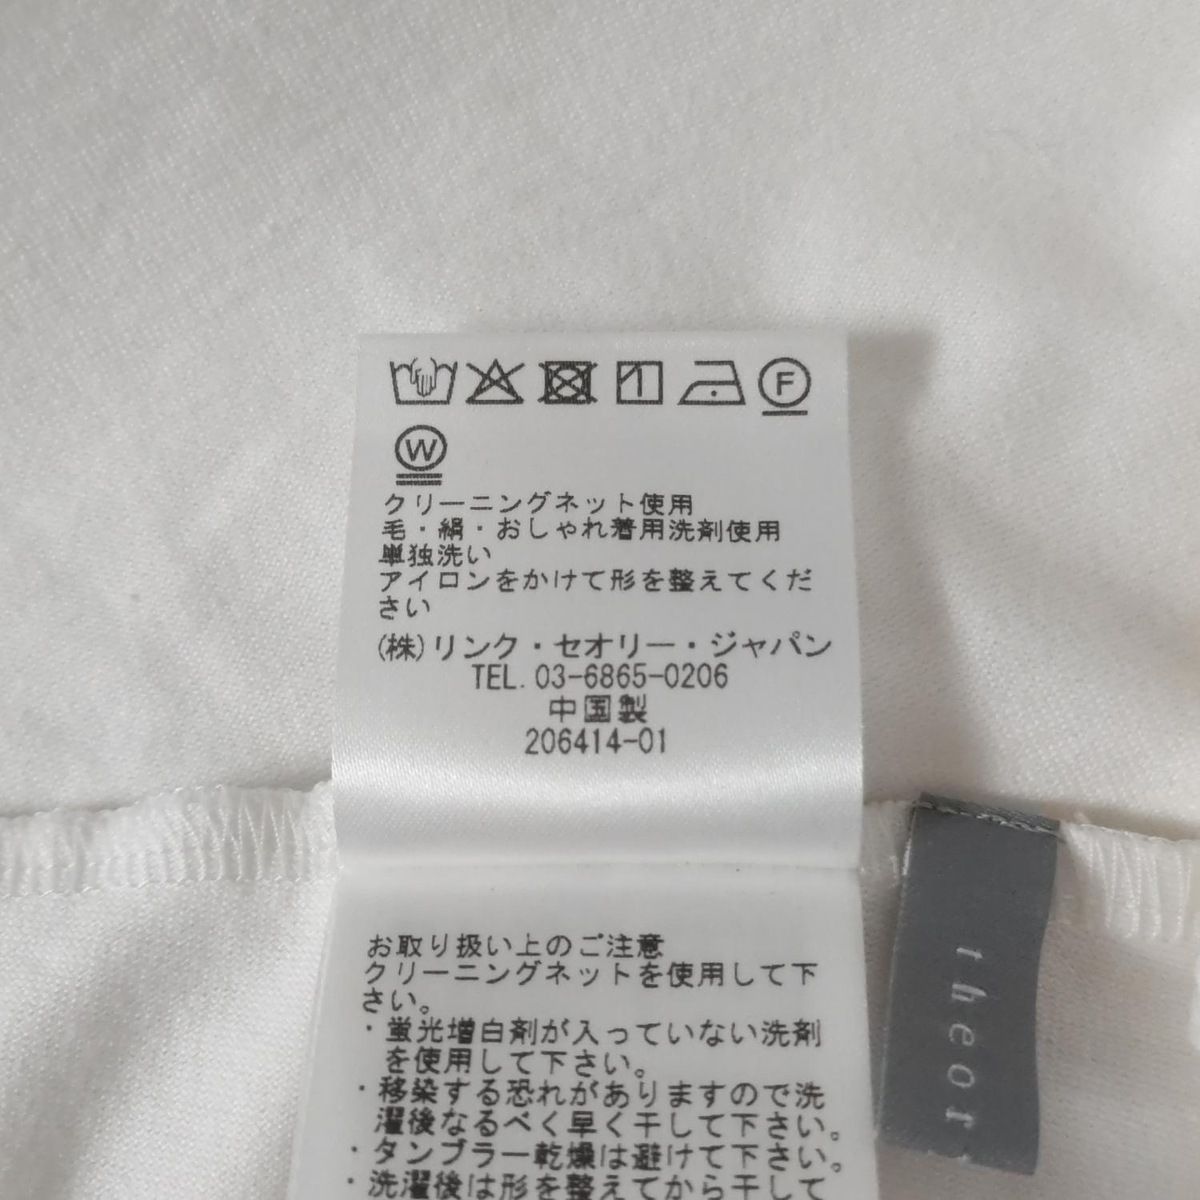 F
W
クリーニングネット使用
毛・絹・おしゃれ着用洗剤使用
単独洗い
アイロンをかけて形を整えてくだ
さい
(株)リンク・セオリー・ジャパン
TEL. 03-6865-0206
中国製
206414-01
お取り扱い上のご注意
クリーニングネットを使用して下
さい。
・蛍光増白剤が入っていない洗剤
を使用して下さい。
・移染する恐れがありますので洗
濯後なるべく早く干して下さい。
・タンブラー乾燥は避けて下さい。
・洗濯後は形を整えてから干して
theor